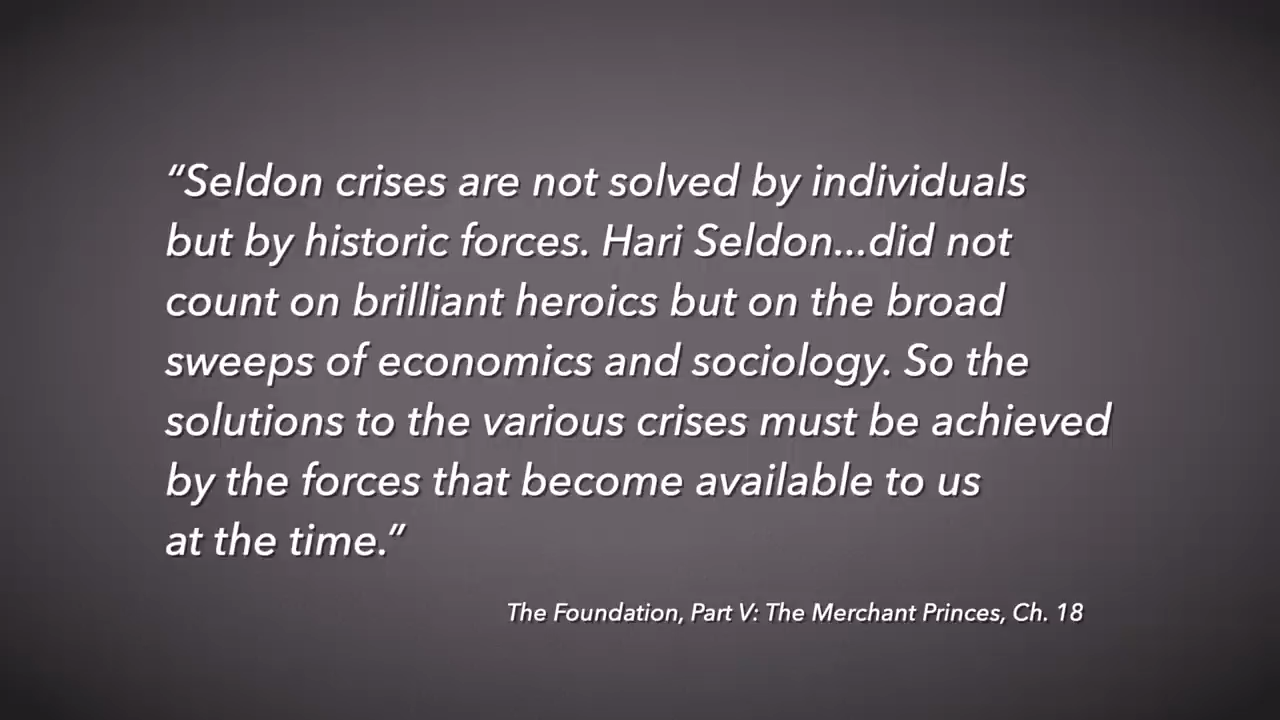 “Seldon crises are not solved by individuals
but by historic forces. Hari Seldon...did not
count on brilliant heroics but on the broad
sweeps of economics and sociology. So the
solutions to the various crises must be achieved
by the forces that become available to us
at the time.”
The Foundation, Part V: The Merchant Princes, Ch. 18